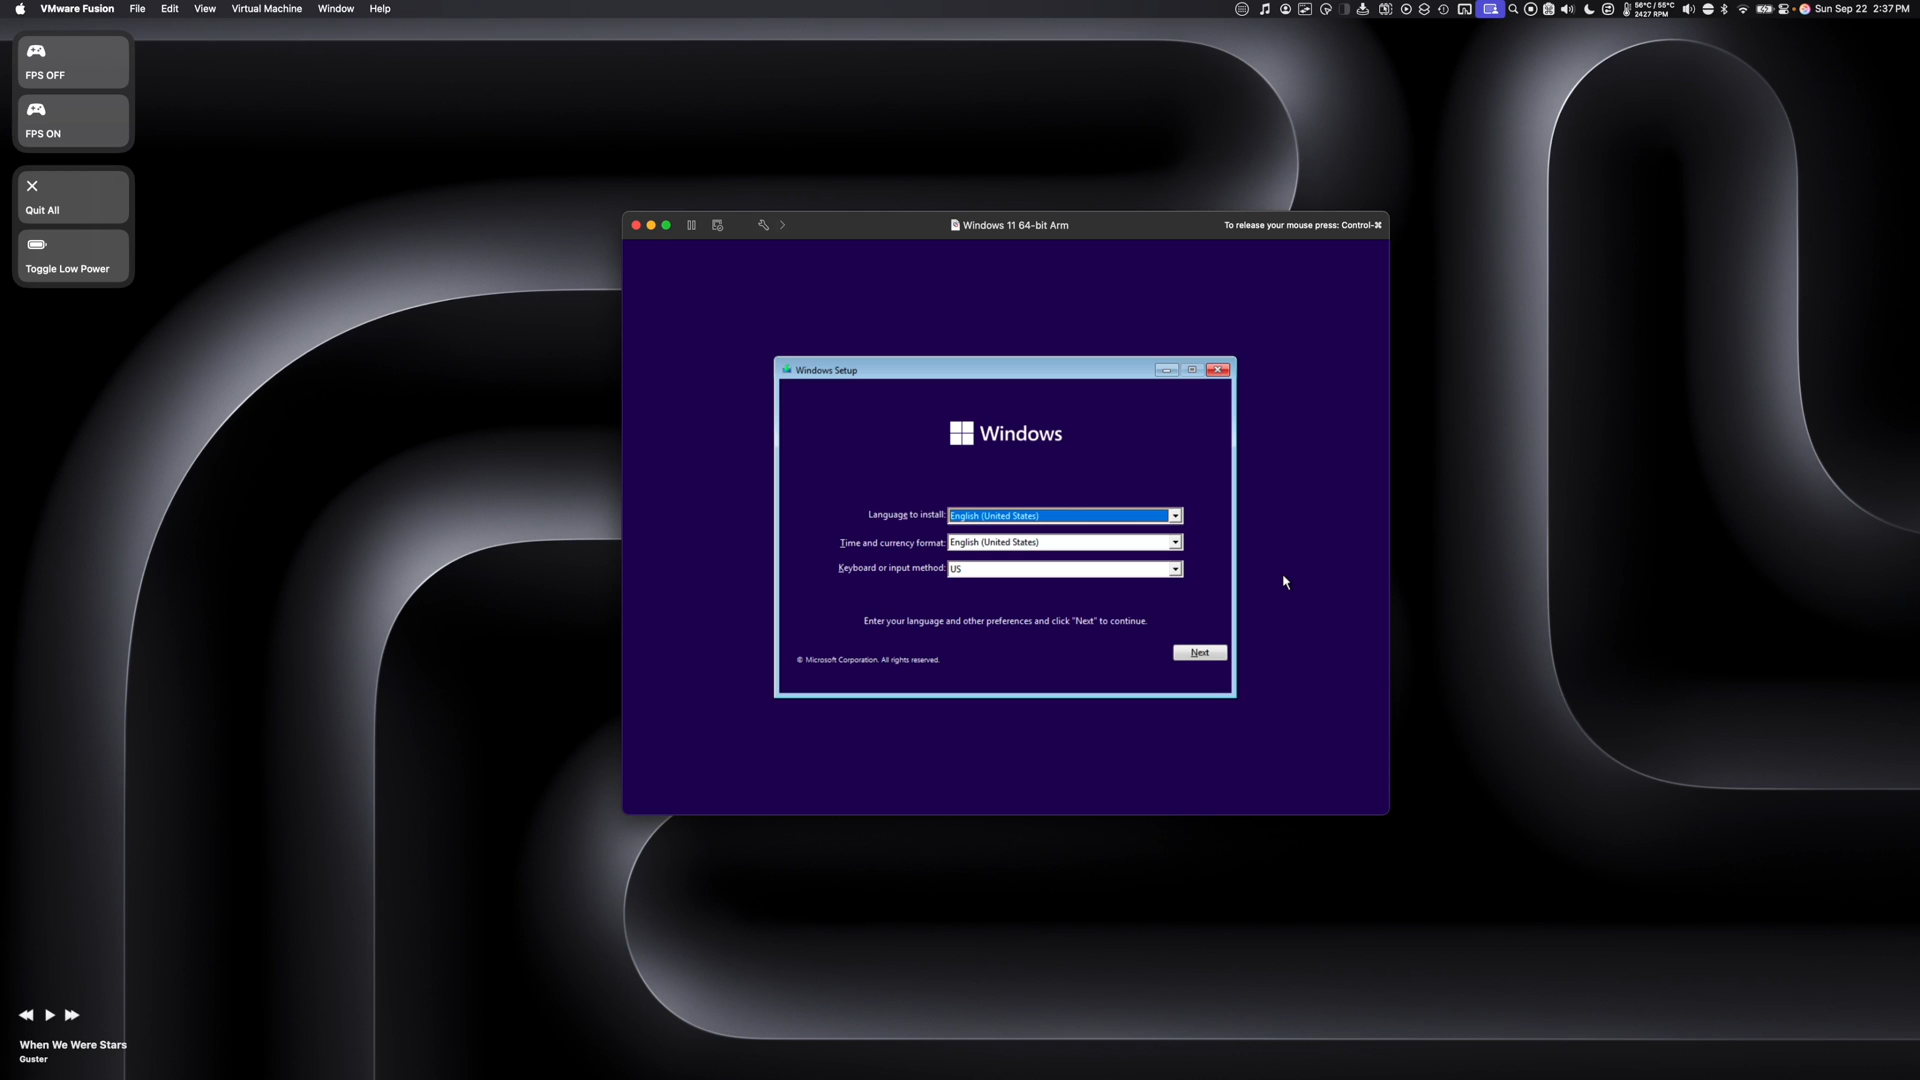 VMware Fusion File Edit View Virtual Machine Window Help
56°C / 55°C
2427 RPM
Sun Sep 22 2:37 PM
FPS OFF
FPS ON
Quit All
Toggle Low Power
Windows 11 64-bit Arm
To release your mouse press: Control-⌘
Windows Setup
Windows
Language to install: English (United States)
Time and currency format: English (United States)
Keyboard or input method: US
Enter your language and other preferences and click "Next" to continue.
Next
© Microsoft Corporation. All rights reserved.
When We Were Stars
Guster